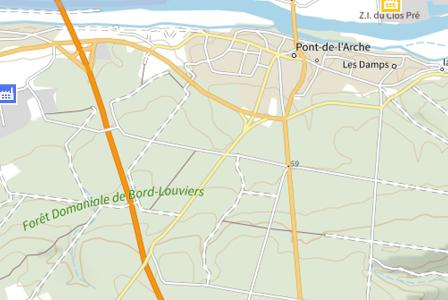 Z.I. du Clos Pré
Pont-de-l'Arche
Les Damps
59
Forêt Domaniale de Bord-Louviers